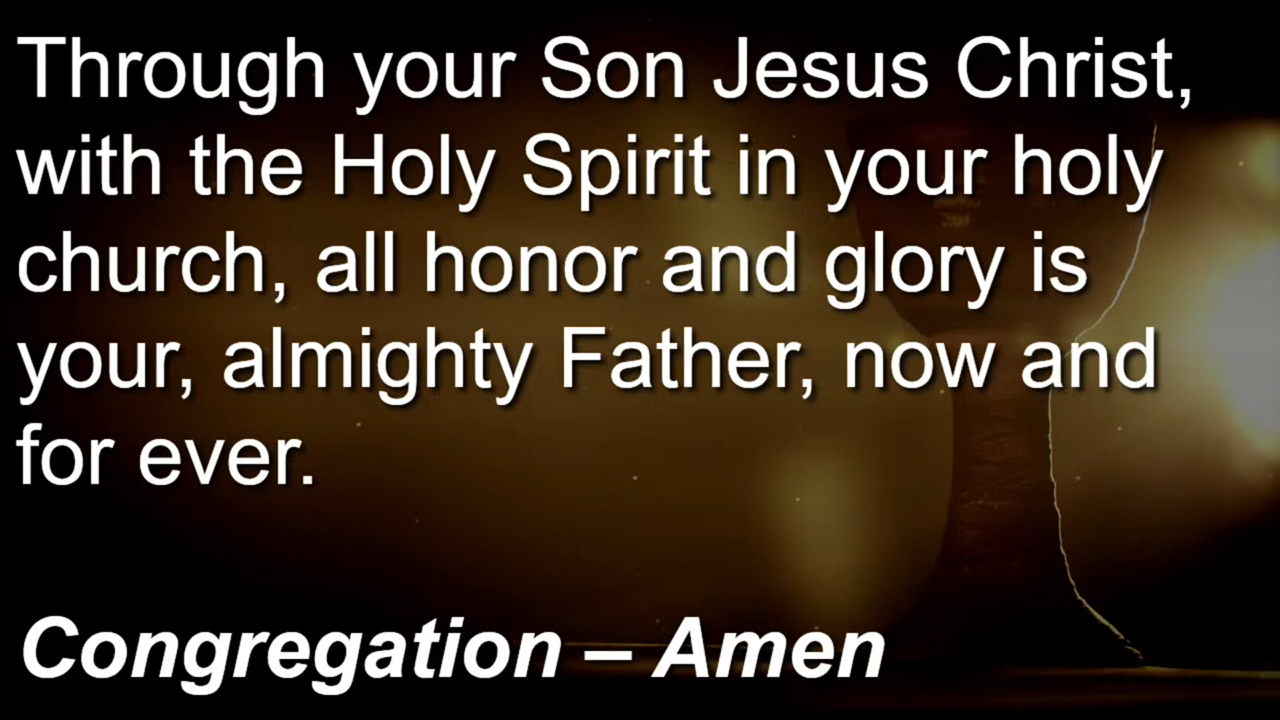 Through your Son Jesus Christ,
with the Holy Spirit in your holy
church, all honor and glory is
your, almighty Father, now and
for ever.
Congregation – Amen